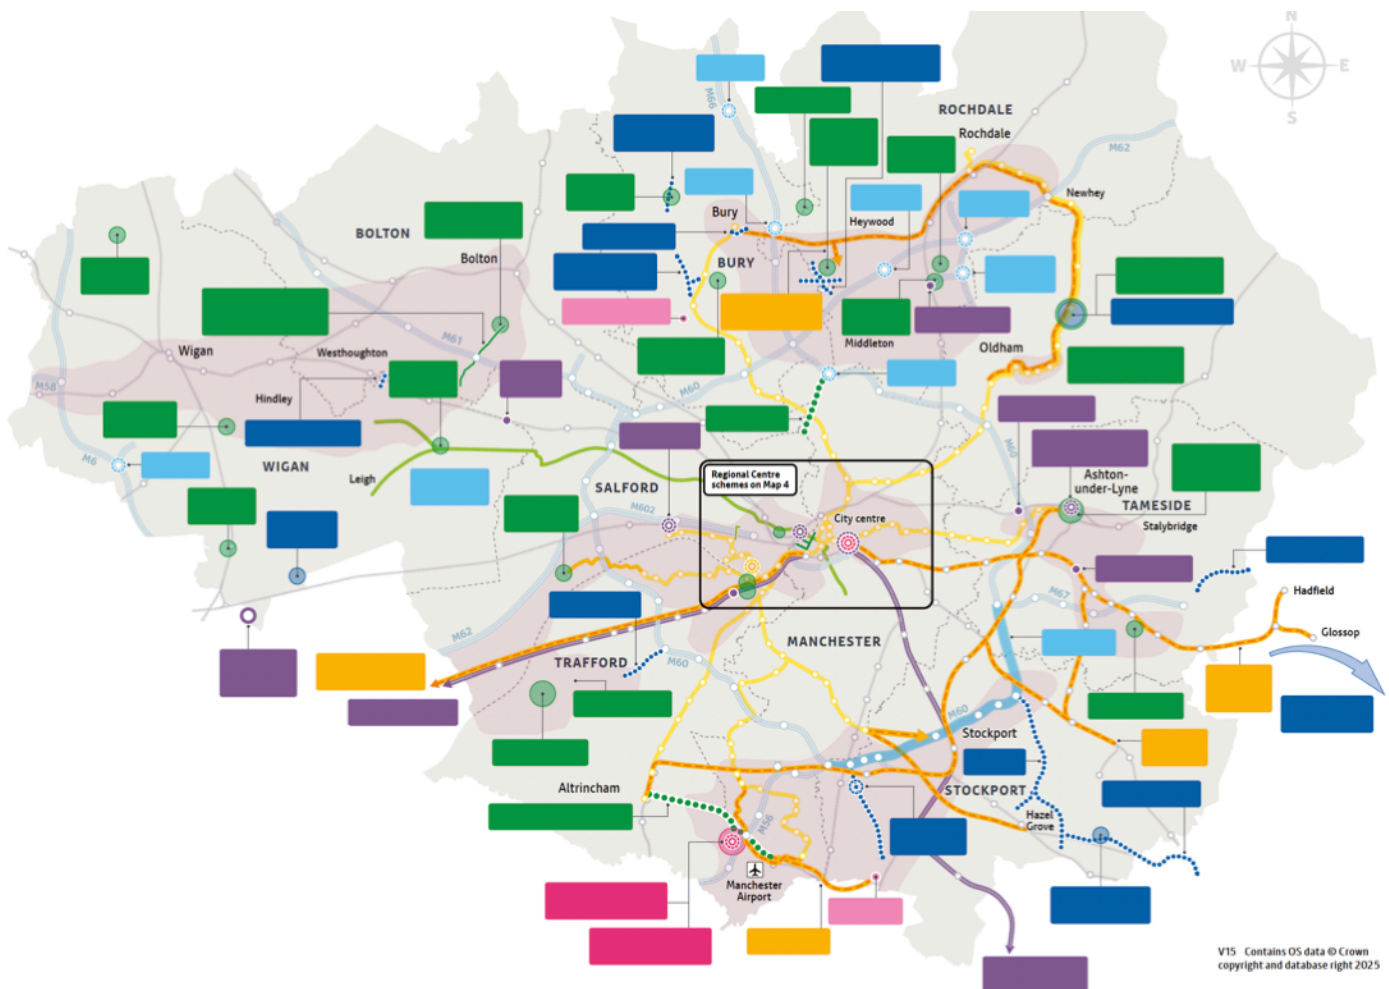 N
W
E
S
M66
ROCHDALE
Rochdale
M62
Newhey
Bury
Heywood
BOLTON
Bolton
BURY
M61
Wigan
Westhoughton
Middleton
Oldham
M58
M60
Hindley
M6
WIGAN
Leigh
SALFORD
M602
Regional Centre
schemes on Map 4
City centre
M60
Ashton-
under-Lyne
TAMESIDE
Stalybridge
M67
Hadfield
Glossop
M62
TRAFFORD
M60
MANCHESTER
M60
Stockport
STOCKPORT
Altrincham
M56
Hazel
Grove
Manchester
Airport
V15 Contains OS data © Crown
copyright and database right 2025